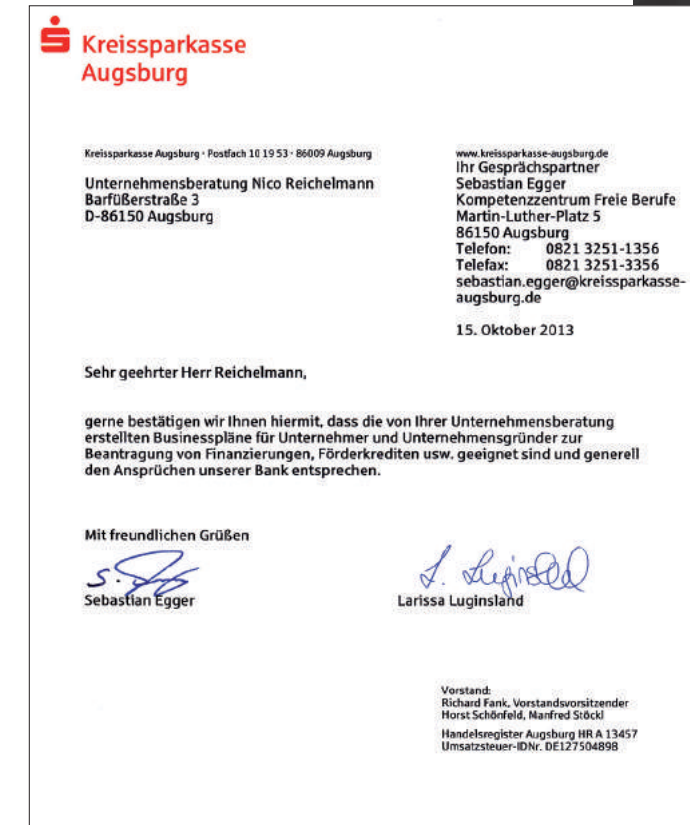 Kreissparkasse
Augsburg
Kreissparkasse Augsburg · Postfach 10 19 53 · 86009 Augsburg
Unternehmensberatung Nico Reichelmann
Barfüßerstraße 3
D-86150 Augsburg
www.kreissparkasse-augsburg.de
Ihr Gesprächspartner
Sebastian Egger
Kompetenzzentrum Freie Berufe
Martin-Luther-Platz 5
86150 Augsburg
Telefon: 0821 3251-1356
Telefax: 0821 3251-3356
sebastian.egger@kreissparkasse-
augsburg.de
15. Oktober 2013
Sehr geehrter Herr Reichelmann,
gerne bestätigen wir Ihnen hiermit, dass die von Ihrer Unternehmensberatung
erstellten Businesspläne für Unternehmer und Unternehmensgründer zur
Beantragung von Finanzierungen, Förderkrediten usw. geeignet sind und generell
den Ansprüchen unserer Bank entsprechen.
Mit freundlichen Grüßen
S.
L. Luginsland
Sebastian Egger
Larissa Luginsland
Vorstand:
Richard Fank, Vorstandsvorsitzender
Horst Schönfeld, Manfred Stöckl
Handelsregister Augsburg HR A 13457
Umsatzsteuer-IDNr. DE127504898